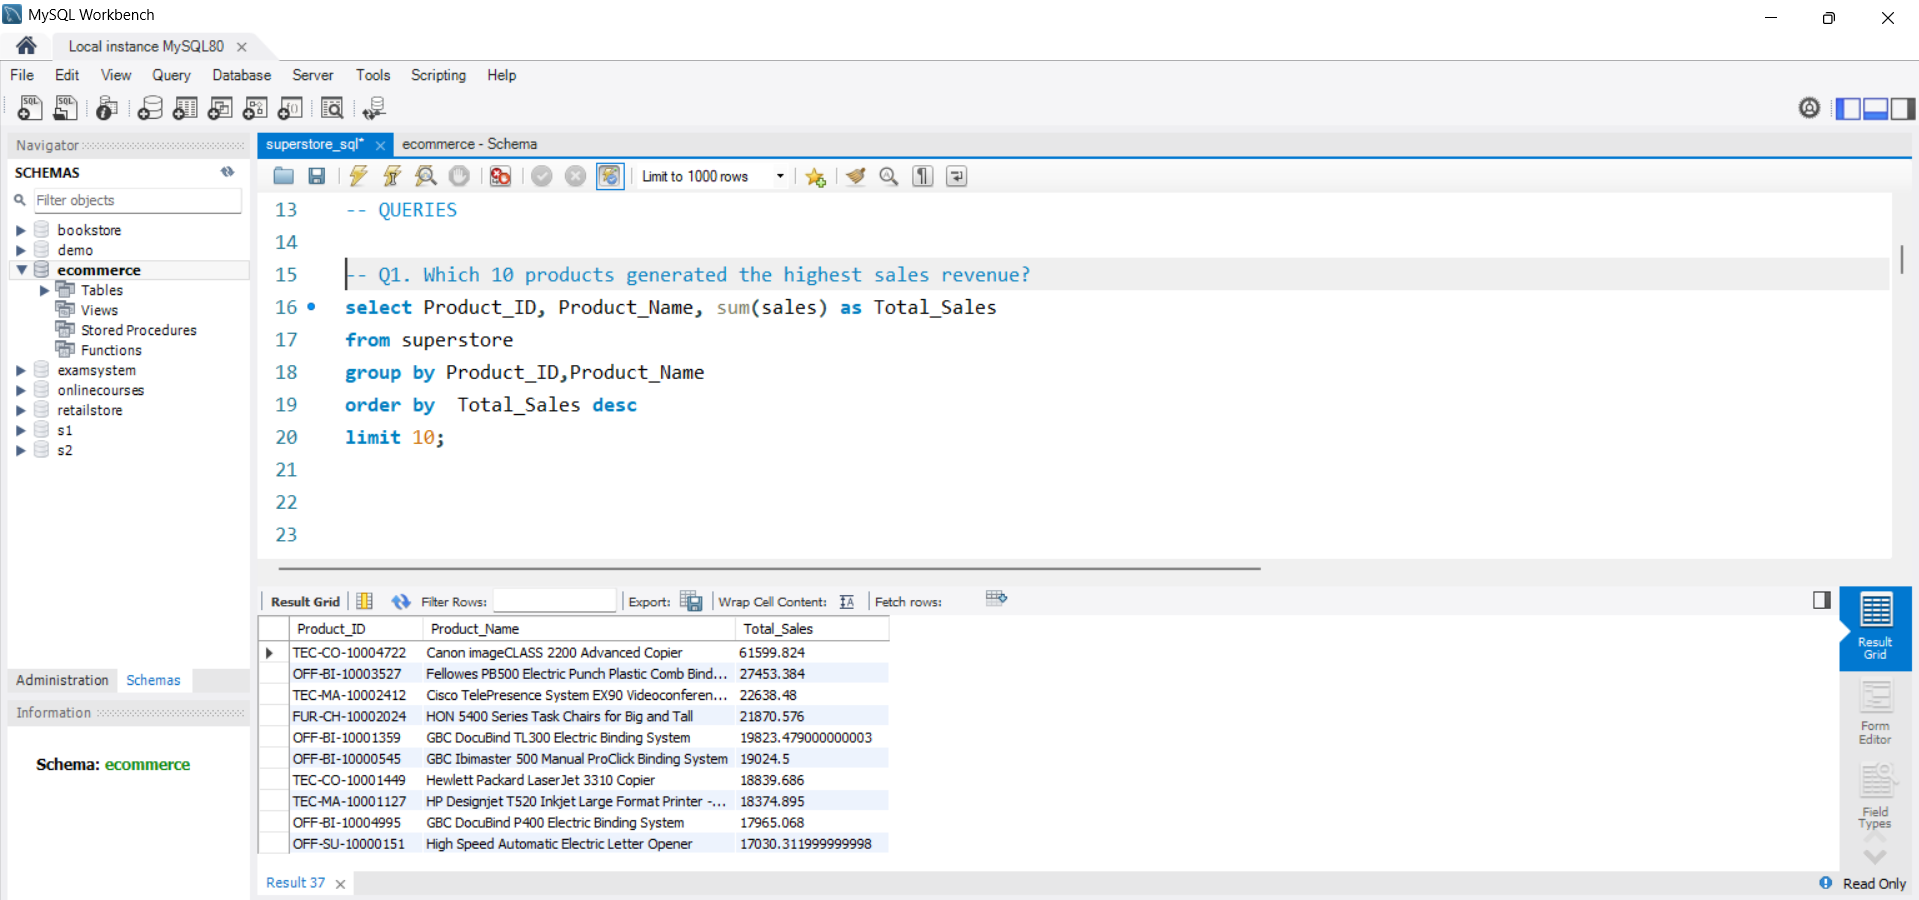 MySQL Workbench
Local instance MySQL80
File Edit View Query Database Server Tools Scripting Help
Navigator
SCHEMAS
Filter objects
bookstore
demo
ecommerce
Tables
Views
Stored Procedures
Functions
examsystem
onlinecourses
retailstore
s1
s2
Administration Schemas
Information
Schema: ecommerce
superstore_sql* ecommerce - Schema
Limit to 1000 rows
13 -- QUERIES
14
15 -- Q1. Which 10 products generated the highest sales revenue?
16 select Product_ID, Product_Name, sum(sales) as Total_Sales
17 from superstore
18 group by Product_ID,Product_Name
19 order by  Total_Sales desc
20 limit 10;
21
22
23
Result Grid Filter Rows: Export: Wrap Cell Content: IA Fetch rows:
Product_ID Product_Name Total_Sales
TEC-CO-10004722 Canon imageCLASS 2200 Advanced Copier 61599.824
OFF-BI-10003527 Fellowes PB500 Electric Punch Plastic Comb Bind... 27453.384
TEC-MA-10002412 Cisco TelePresence System EX90 Videoconferen... 22638.48
FUR-CH-10002024 HON 5400 Series Task Chairs for Big and Tall 21870.576
OFF-BI-10001359 GBC DocuBind TL300 Electric Binding System 19823.479000000003
OFF-BI-10000545 GBC Ibimaster 500 Manual ProClick Binding System 19024.5
TEC-CO-10001449 Hewlett Packard LaserJet 3310 Copier 18839.686
TEC-MA-10001127 HP Designjet T520 Inkjet Large Format Printer -... 18374.895
OFF-BI-10004995 GBC DocuBind P400 Electric Binding System 17965.068
OFF-SU-10000151 High Speed Automatic Electric Letter Opener 17030.311999999998
Result
Grid
Form
Editor
Field
Types
Result 37
Read Only